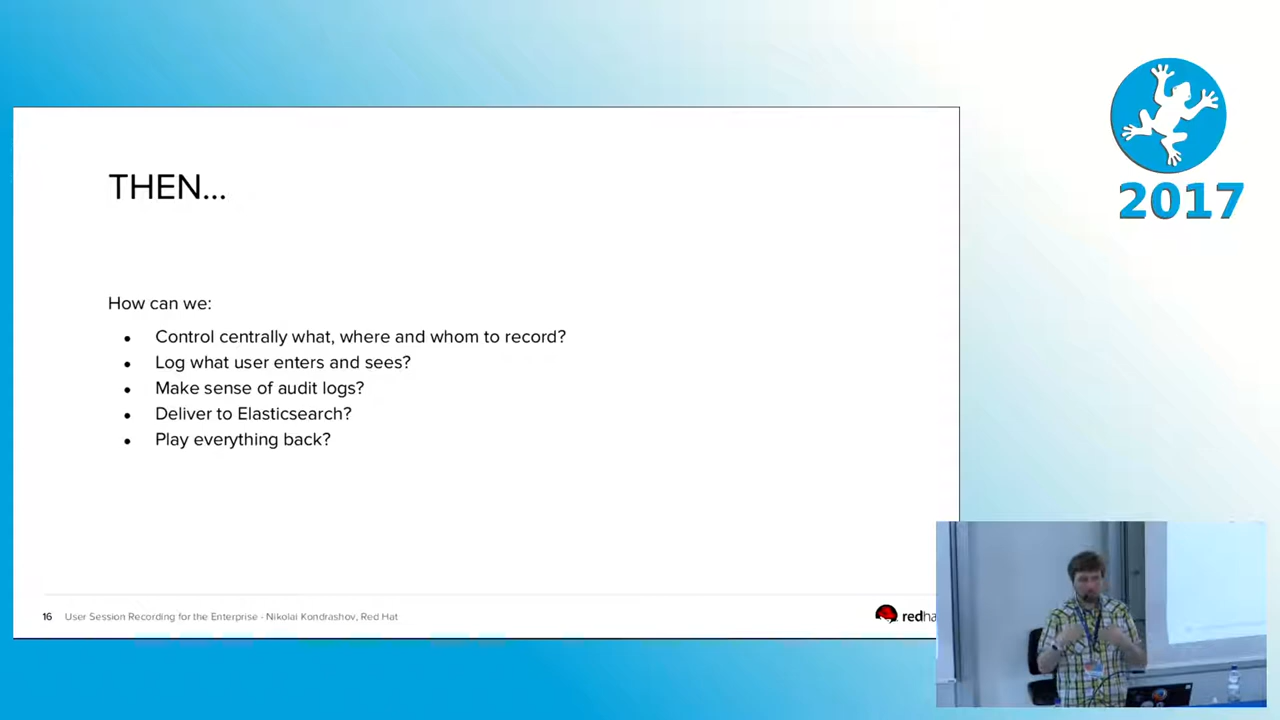 2017
THEN...
How can we:
• Control centrally what, where and whom to record?
• Log what user enters and sees?
• Make sense of audit logs?
• Deliver to Elasticsearch?
• Play everything back?
16 User Session Recording for the Enterprise - Nikolai Kondrashov, Red Hat
redha